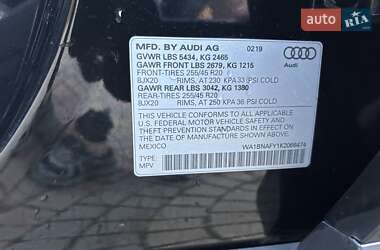 AUTO RIA
MFD. BY AUDI AG 02/19
GVWR LBS 5434, KG 2465
GAWR FRONT LBS 2679, KG 1215
FRONT-TIRES 255/45 R20
8JX20 RIMS, AT 230 KPA 33 PSI COLD
GAWR REAR LBS 3042, KG 1380
REAR-TIRES 255/45 R20
8JX20 RIMS, AT 250 KPA 36 PSI COLD
Audi
THIS VEHICLE CONFORMS TO ALL APPLICABLE
U.S. FEDERAL MOTOR VEHICLE SAFETY AND
THEFT PREVENTION STANDARDS IN EFFECT ON THE
DATE OF MANUFACTURE SHOWN ABOVE.
MEXICO
TYPE:
MPV